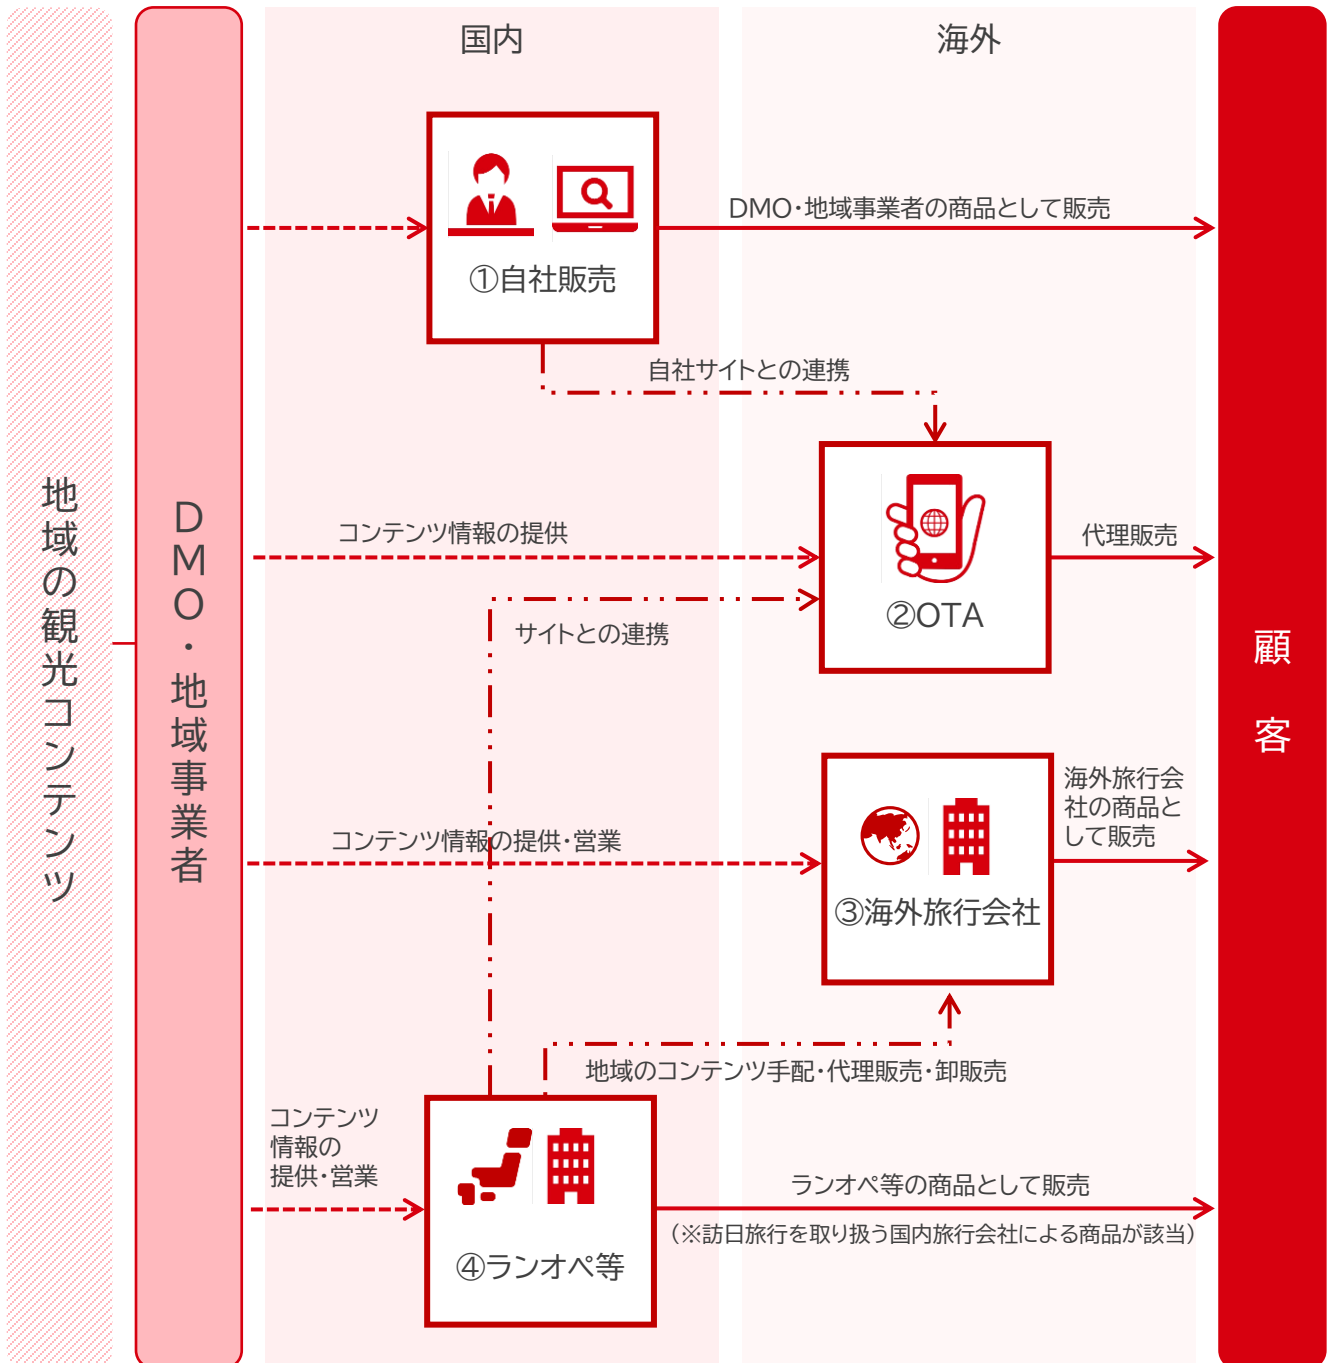 国内
海外
地域の観光コンテンツ
DMO・地域事業者
顧客
①自社販売
DMO・地域事業者の商品として販売
自社サイトとの連携
コンテンツ情報の提供
②OTA
代理販売
サイトとの連携
コンテンツ情報の提供・営業
③海外旅行会社
海外旅行会
社の商品と
して販売
地域のコンテンツ手配・代理販売・卸販売
コンテンツ
情報の
提供・営業
④ランオペ等
ランオペ等の商品として販売
（※訪日旅行を取り扱う国内旅行会社による商品が該当）